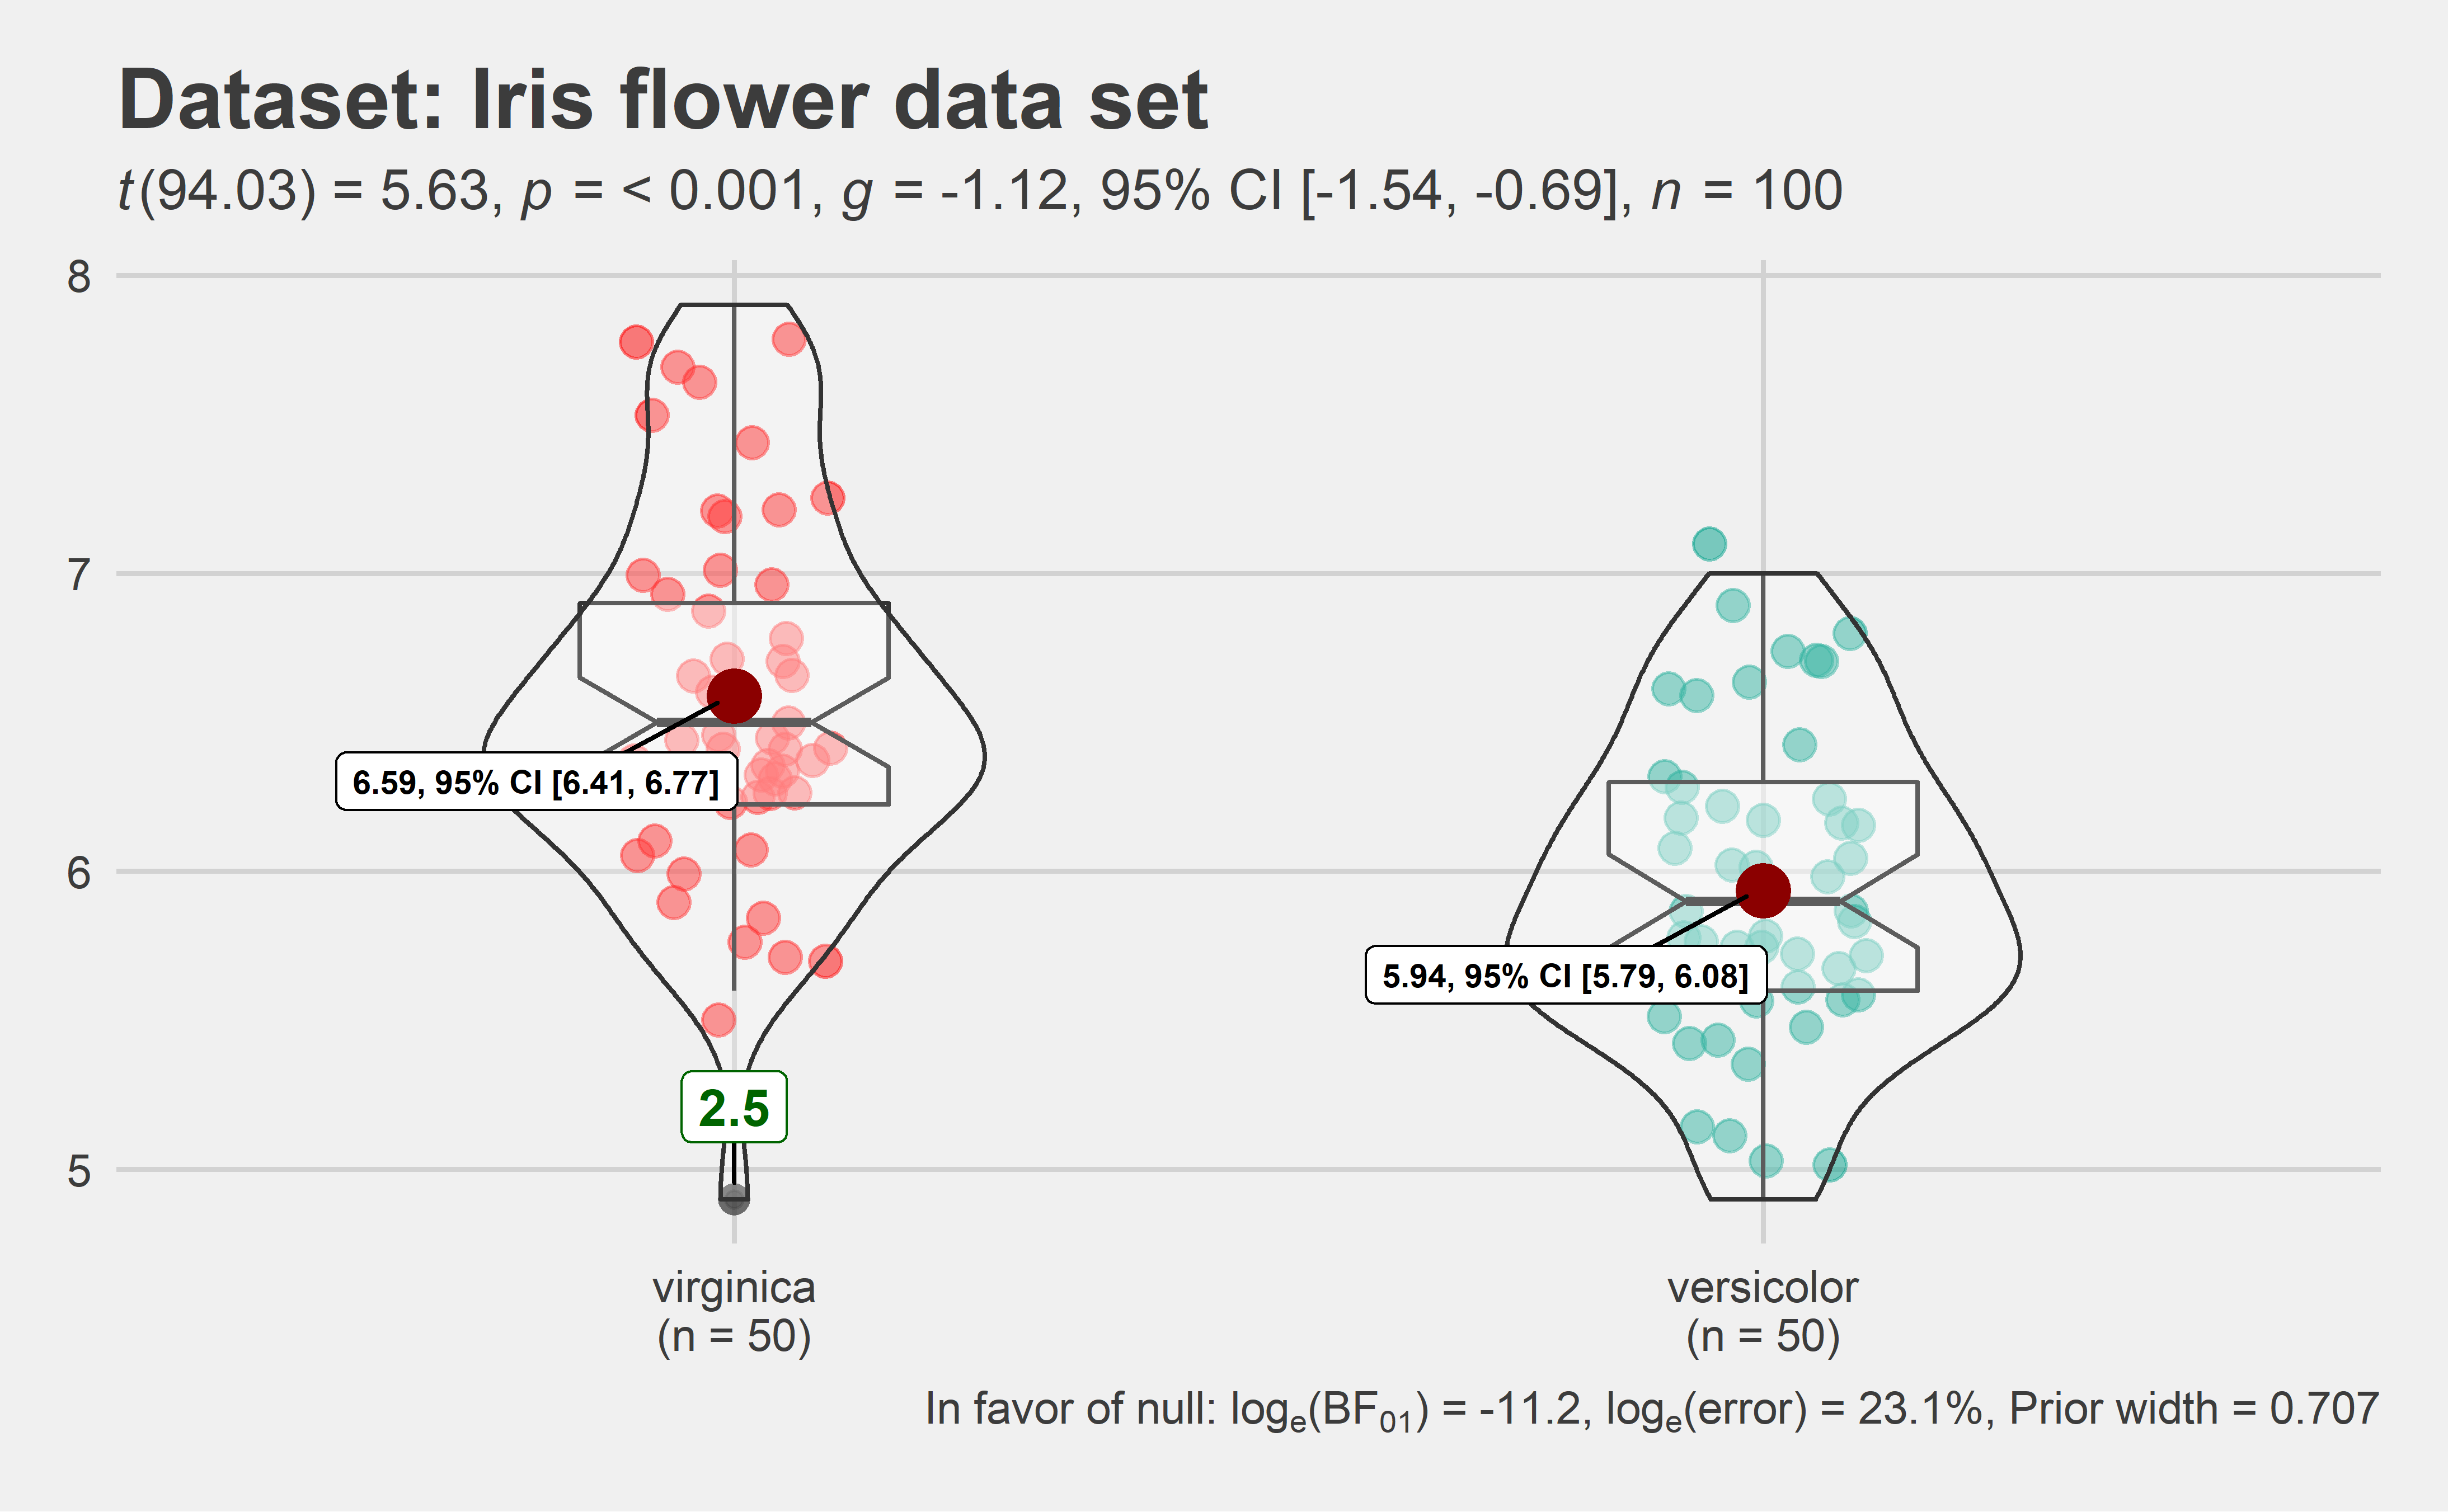 Dataset: Iris flower data set
t(94.03) = 5.63, p = < 0.001, g = -1.12, 95% CI [-1.54, -0.69], n = 100
8
7
6
5
6.59, 95% CI [6.41, 6.77]
5.94, 95% CI [5.79, 6.08]
2.5
virginica
(n = 50)
versicolor
(n = 50)
In favor of null: logₑ(BF₀₁) = -11.2, logₑ(error) = 23.1%, Prior width = 0.707